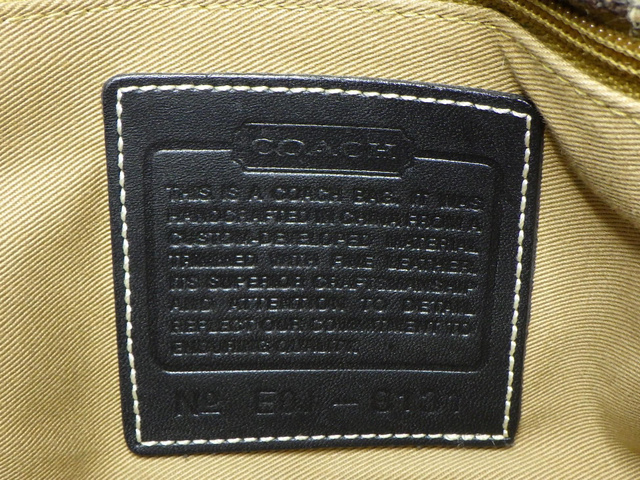 COACH
THIS IS A COACH BAG. IT WAS
HANDCRAFTED IN CHINA FROM A
CUSTOM-DEVELOPED MATERIAL
TRIMMED WITH FINE LEATHER.
ITS SUPERIOR CRAFTSMANSHIP
AND ATTENTION TO DETAIL
REFLECT OUR COMMITMENT TO
ENDURING QUALITY.
No E01-